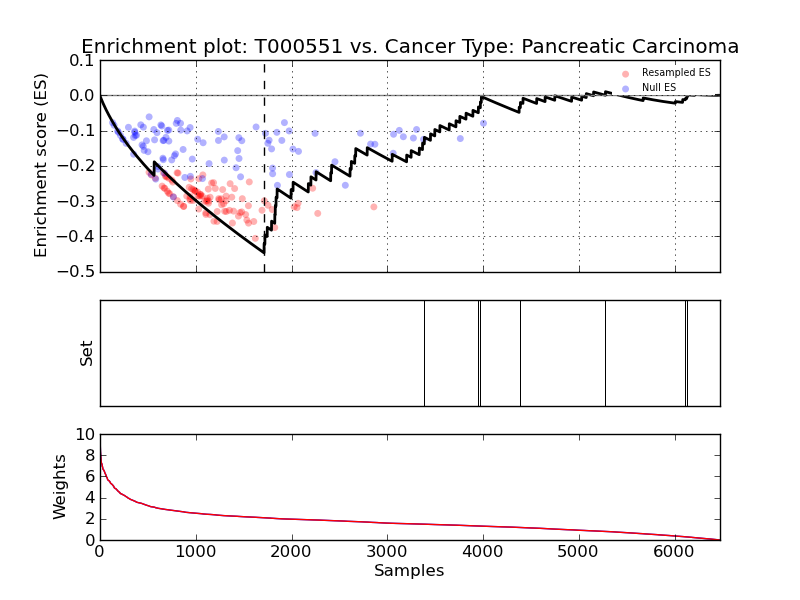 Enrichment plot: T000551 vs. Cancer Type: Pancreatic Carcinoma
Enrichment score (ES)
0.1
0.0
−0.1
−0.2
−0.3
−0.4
−0.5
Resampled ES
Null ES
Set
Weights
10
8
6
4
2
0
0 1000 2000 3000 4000 5000 6000
Samples